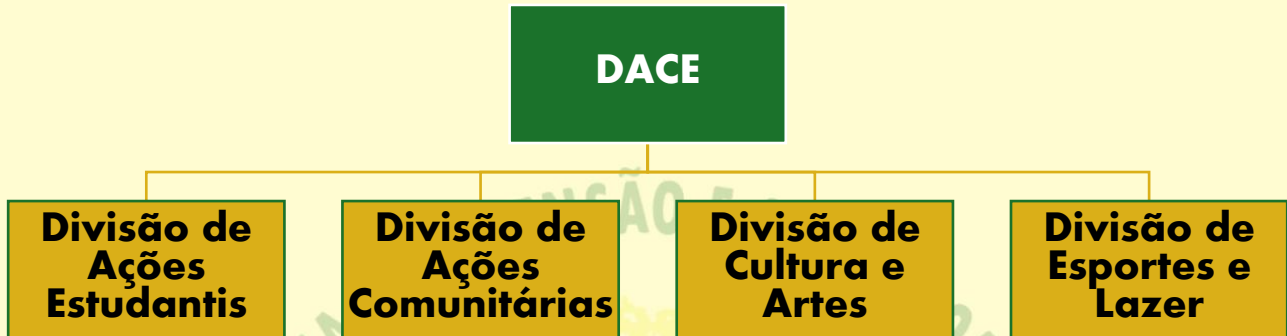 DACE
Divisão de
Ações
Estudantis
Divisão de
Ações
Comunitárias
Divisão de
Cultura e
Artes
Divisão de
Esportes e
Lazer